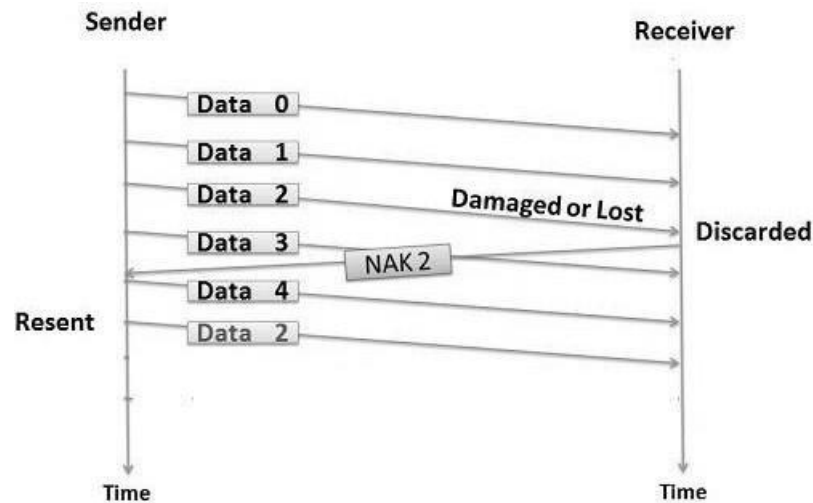 Sender
Receiver
Data 0
Data 1
Data 2
Damaged or Lost
Data 3
Discarded
NAK 2
Data 4
Resent
Data 2
Time
Time